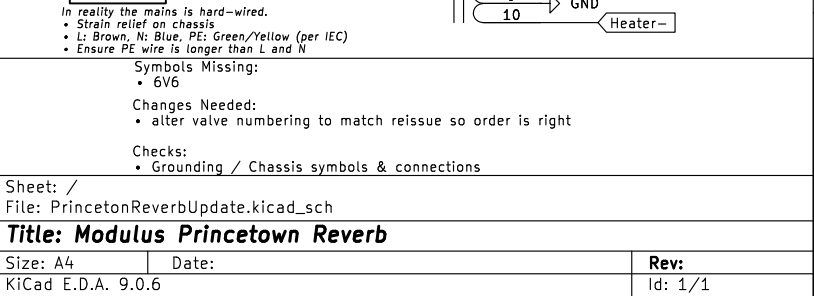 In reality the mains is hard-wired.
• Strain relief on chassis
• L: Brown, N: Blue, PE: Green/Yellow (per IEC)
• Ensure PE wire is longer than L and N
GND
10
Heater-
Symbols Missing:
• 6V6
Changes Needed:
• alter valve numbering to match reissue so order is right
Checks:
• Grounding / Chassis symbols & connections
Sheet: /
File: PrincetonReverbUpdate.kicad_sch
Title: Modulus Princetown Reverb
Size: A4 Date: Rev:
KiCad E.D.A. 9.0.6 Id: 1/1